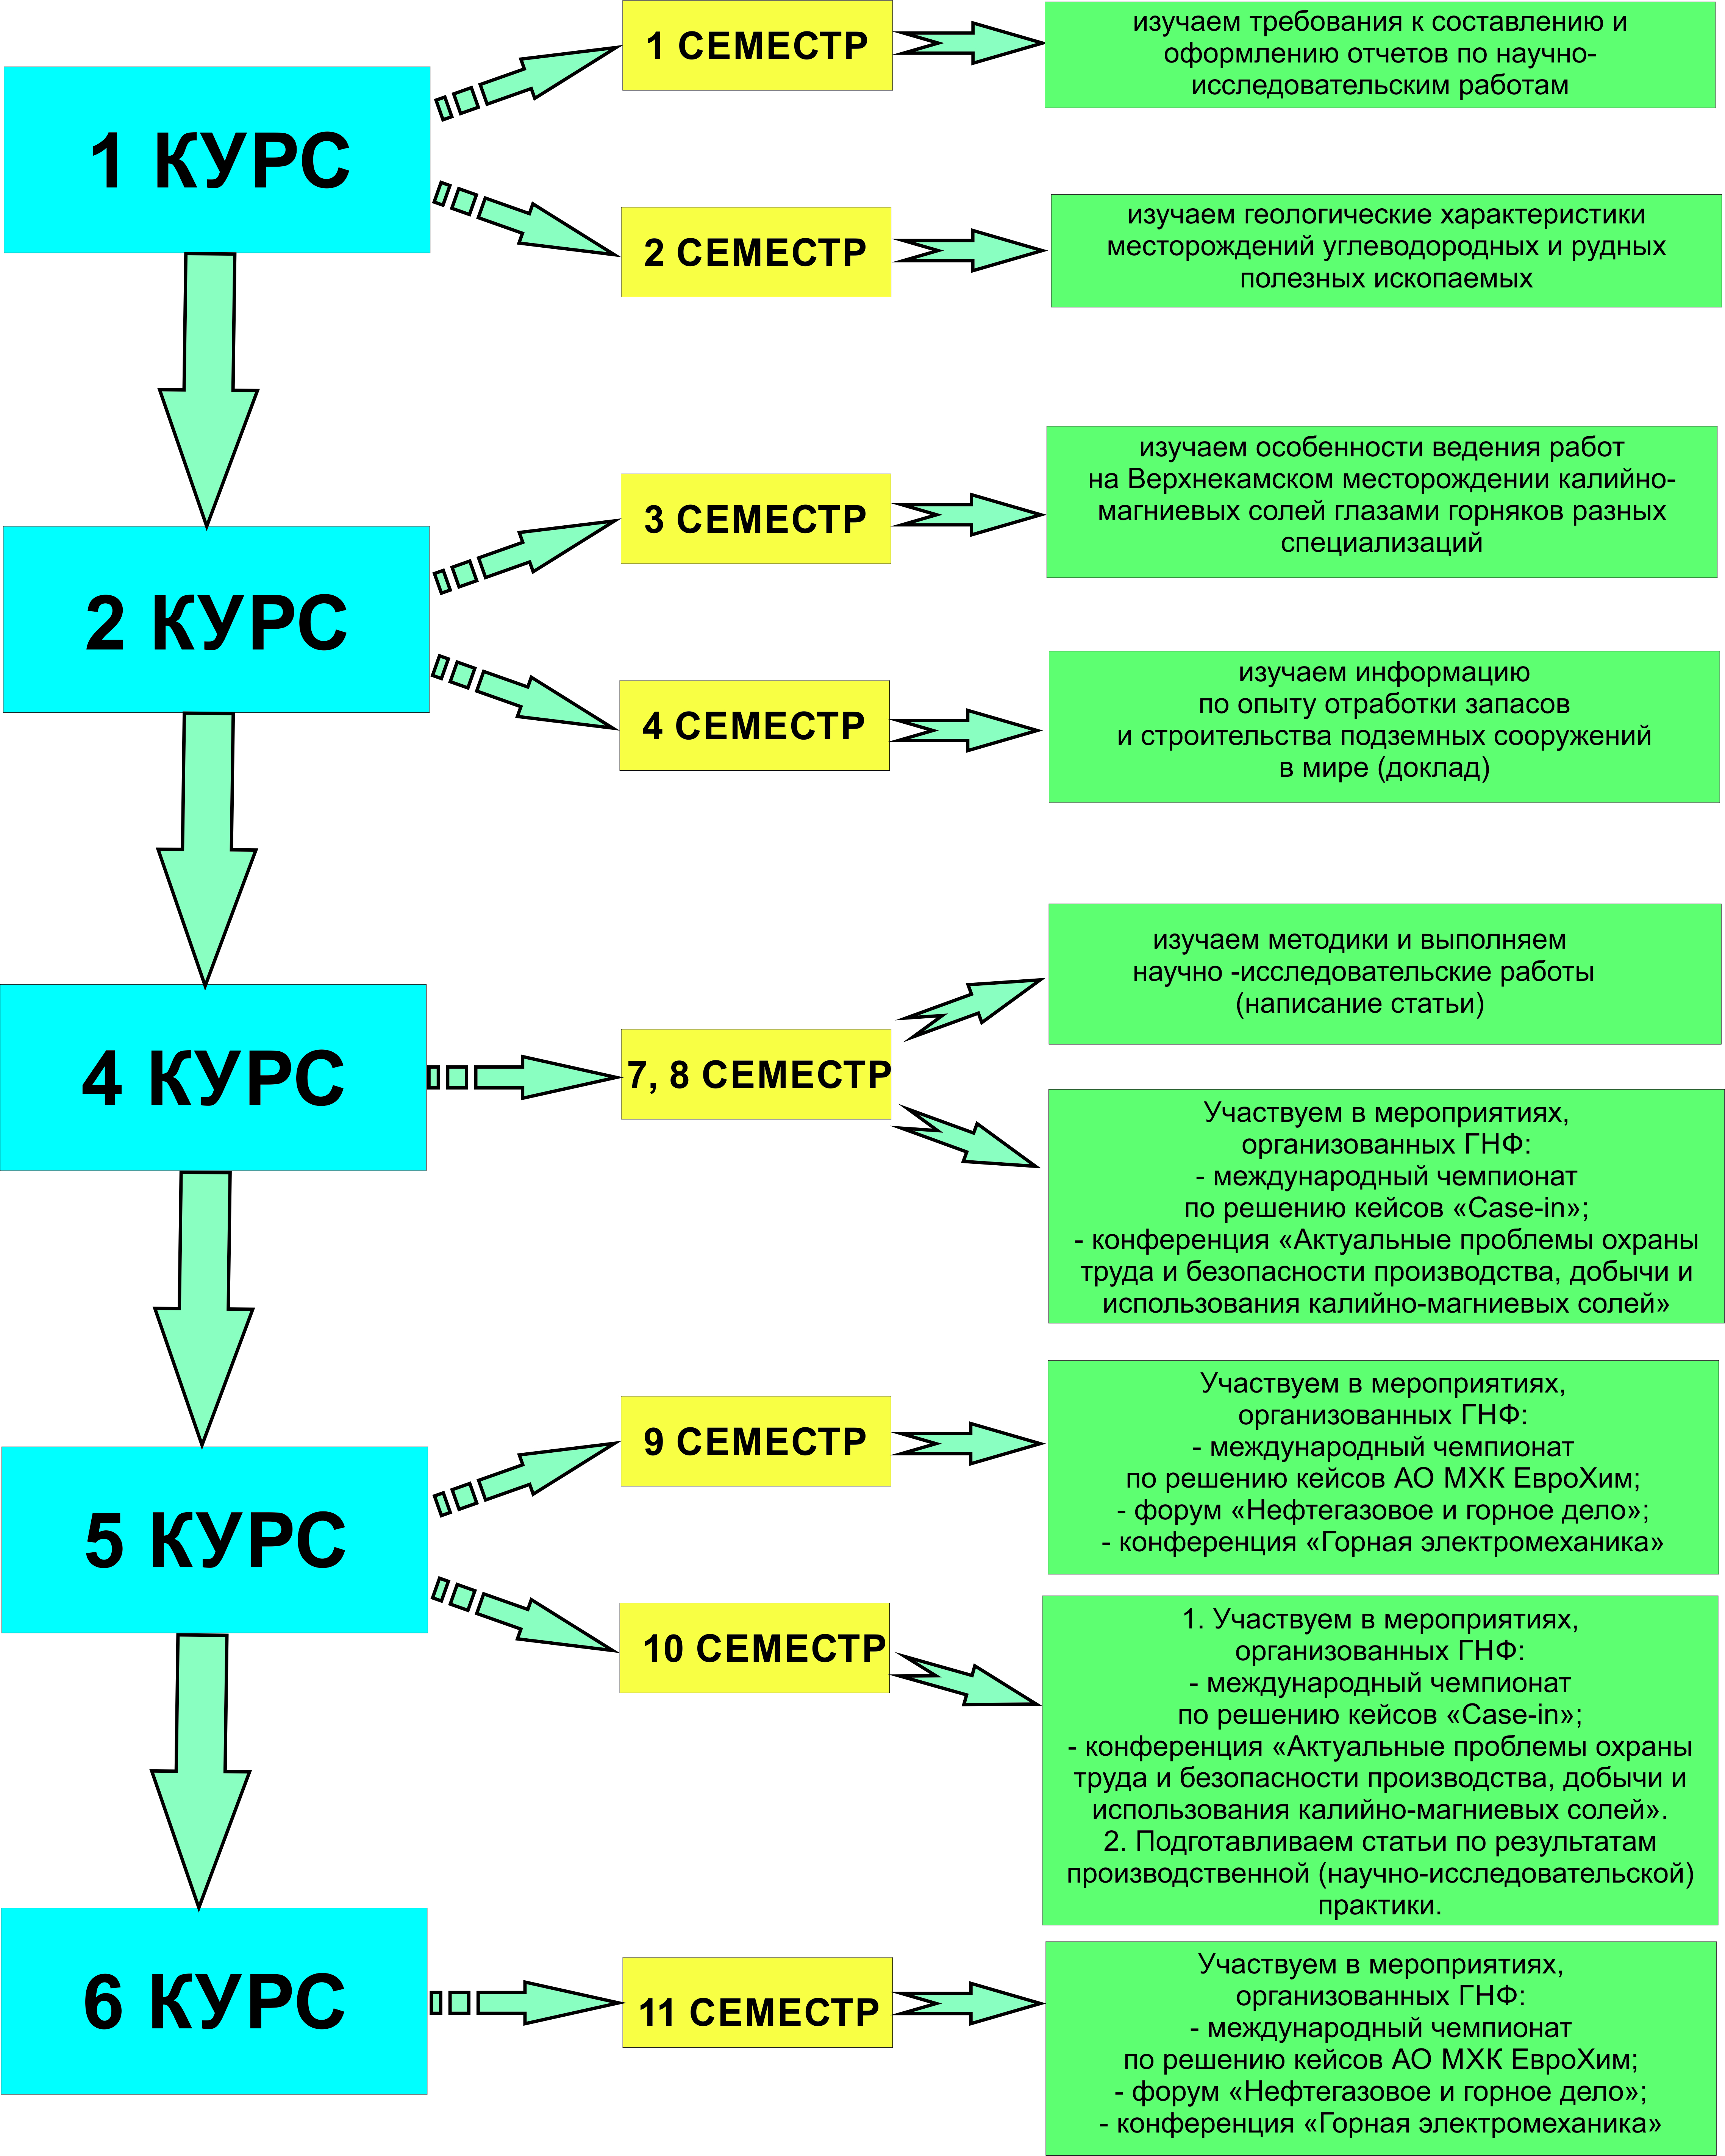 1 КУРС
1 СЕМЕСТР
изучаем требования к составлению и
оформлению отчетов по научно-
исследовательским работам
2 СЕМЕСТР
изучаем геологические характеристики
месторождений углеводородных и рудных
полезных ископаемых
2 КУРС
3 СЕМЕСТР
изучаем особенности ведения работ
на Верхнекамском месторождении калийно-
магниевых солей глазами горняков разных
специализаций
4 СЕМЕСТР
изучаем информацию
по опыту отработки запасов
и строительства подземных сооружений
в мире (доклад)
4 КУРС
7, 8 СЕМЕСТР
изучаем методики и выполняем
научно -исследовательские работы
(написание статьи)
Участвуем в мероприятиях,
организованных ГНФ:
- международный чемпионат
по решению кейсов «Case-in»;
- конференция «Актуальные проблемы охраны
труда и безопасности производства, добычи и
использования калийно-магниевых солей»
5 КУРС
9 СЕМЕСТР
Участвуем в мероприятиях,
организованных ГНФ:
- международный чемпионат
по решению кейсов АО МХК ЕвроХим;
- форум «Нефтегазовое и горное дело»;
- конференция «Горная электромеханика»
10 СЕМЕСТР
1. Участвуем в мероприятиях,
организованных ГНФ:
- международный чемпионат
по решению кейсов «Case-in»;
- конференция «Актуальные проблемы охраны
труда и безопасности производства, добычи и
использования калийно-магниевых солей».
2. Подготавливаем статьи по результатам
производственной (научно-исследовательской)
практики.
6 КУРС
11 СЕМЕСТР
Участвуем в мероприятиях,
организованных ГНФ:
- международный чемпионат
по решению кейсов АО МХК ЕвроХим;
- форум «Нефтегазовое и горное дело»;
- конференция «Горная электромеханика»